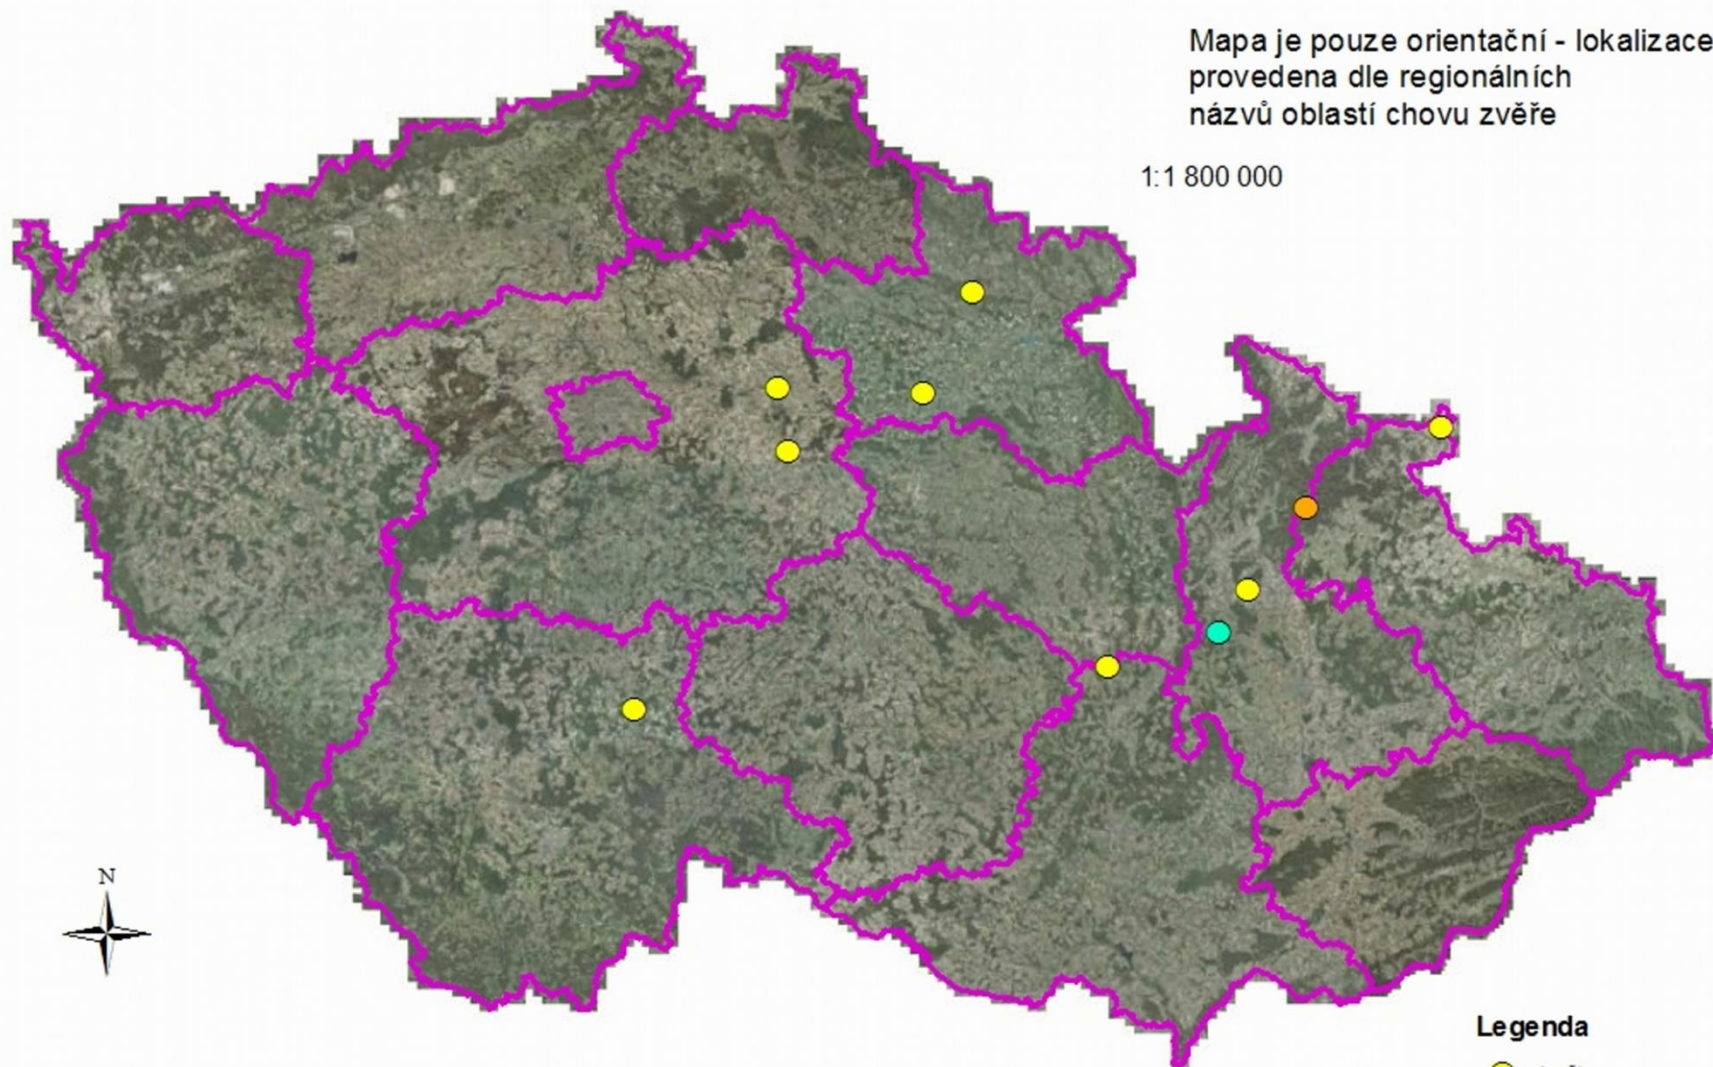 Mapa je pouze orientační - lokalizace
provedena dle regionálních
názvů oblastí chovu zvěře
1:1 800 000
N
Legenda